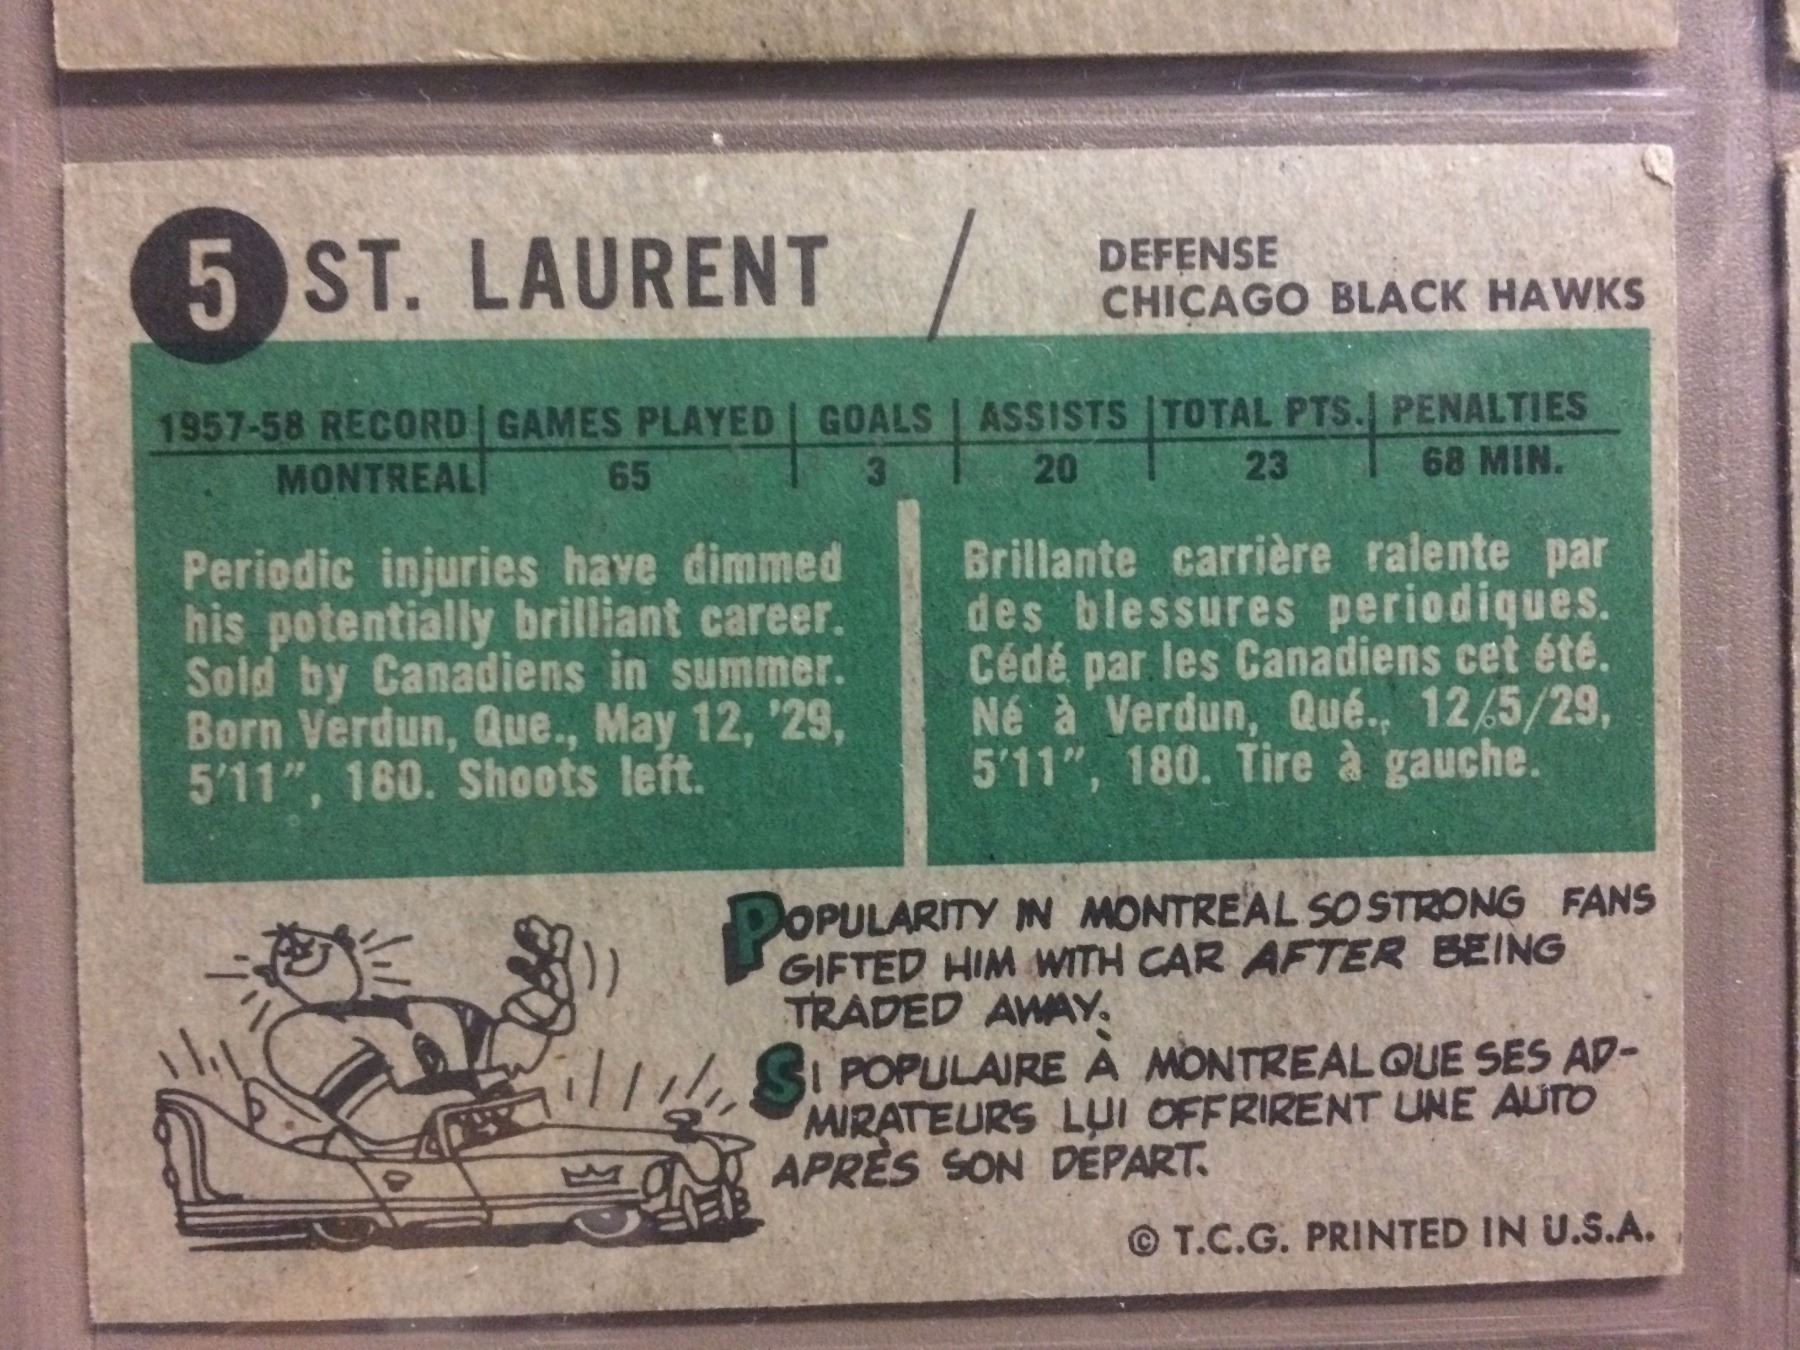 5 ST. LAURENT / DEFENSE
CHICAGO BLACK HAWKS
1957-58 RECORD | GAMES PLAYED | GOALS | ASSISTS | TOTAL PTS. | PENALTIES
MONTREAL | 65 | 3 | 20 | 23 | 68 MIN.
Periodic injuries have dimmed
his potentially brilliant career.
Sold by Canadiens in summer.
Born Verdun, Que., May 12, '29,
5'11", 180. Shoots left.
Brillante carrière ralente par
des blessures periodiques.
Cédé par les Canadiens cet été.
Né à Verdun, Qué., 12/5/29,
5'11", 180. Tire à gauche.
POPULARITY IN MONTREAL SO STRONG FANS
GIFTED HIM WITH CAR AFTER BEING
TRADED AWAY.
SI POPULAIRE À MONTREAL QUE SES AD-
MIRATEURS LUI OFFRIRENT UNE AUTO
APRÈS SON DÉPART.
© T.C.G. PRINTED IN U.S.A.